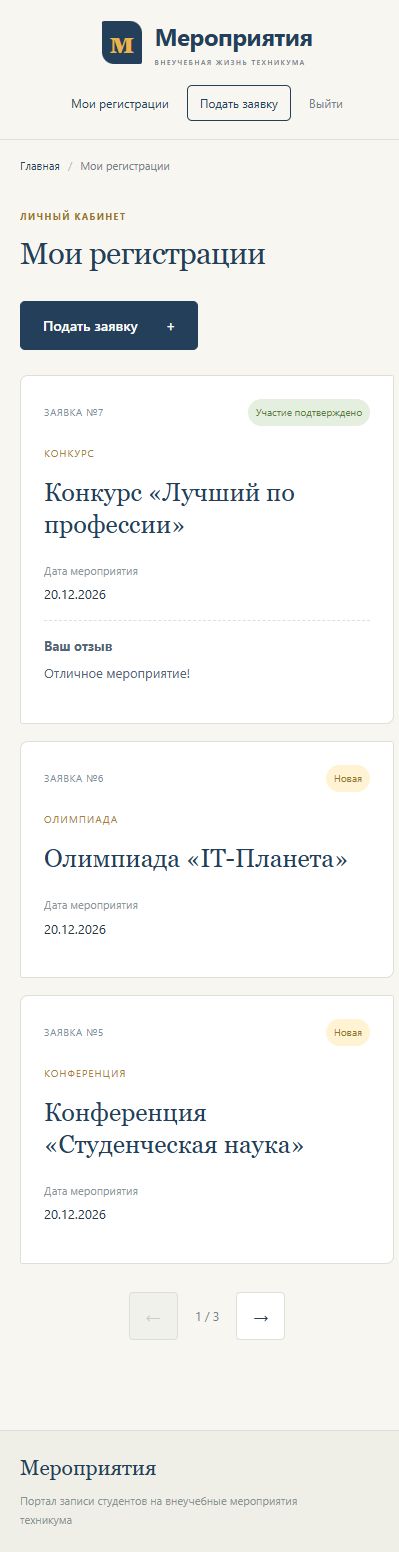 м Мероприятия
ВНЕУЧЕБНАЯ ЖИЗНЬ ТЕХНИКУМА
Мои регистрации Подать заявку Выйти
Главная / Мои регистрации
ЛИЧНЫЙ КАБИНЕТ
Мои регистрации
Подать заявку +
ЗАЯВКА №7 Участие подтверждено
КОНКУРС
Конкурс «Лучший по
профессии»
Дата мероприятия
20.12.2026
Ваш отзыв
Отличное мероприятие!
ЗАЯВКА №6 Новая
ОЛИМПИАДА
Олимпиада «IT-Планета»
Дата мероприятия
20.12.2026
ЗАЯВКА №5 Новая
КОНФЕРЕНЦИЯ
Конференция
«Студенческая наука»
Дата мероприятия
20.12.2026
← 1 / 3 →
Мероприятия
Портал записи студентов на внеучебные мероприятия
техникума